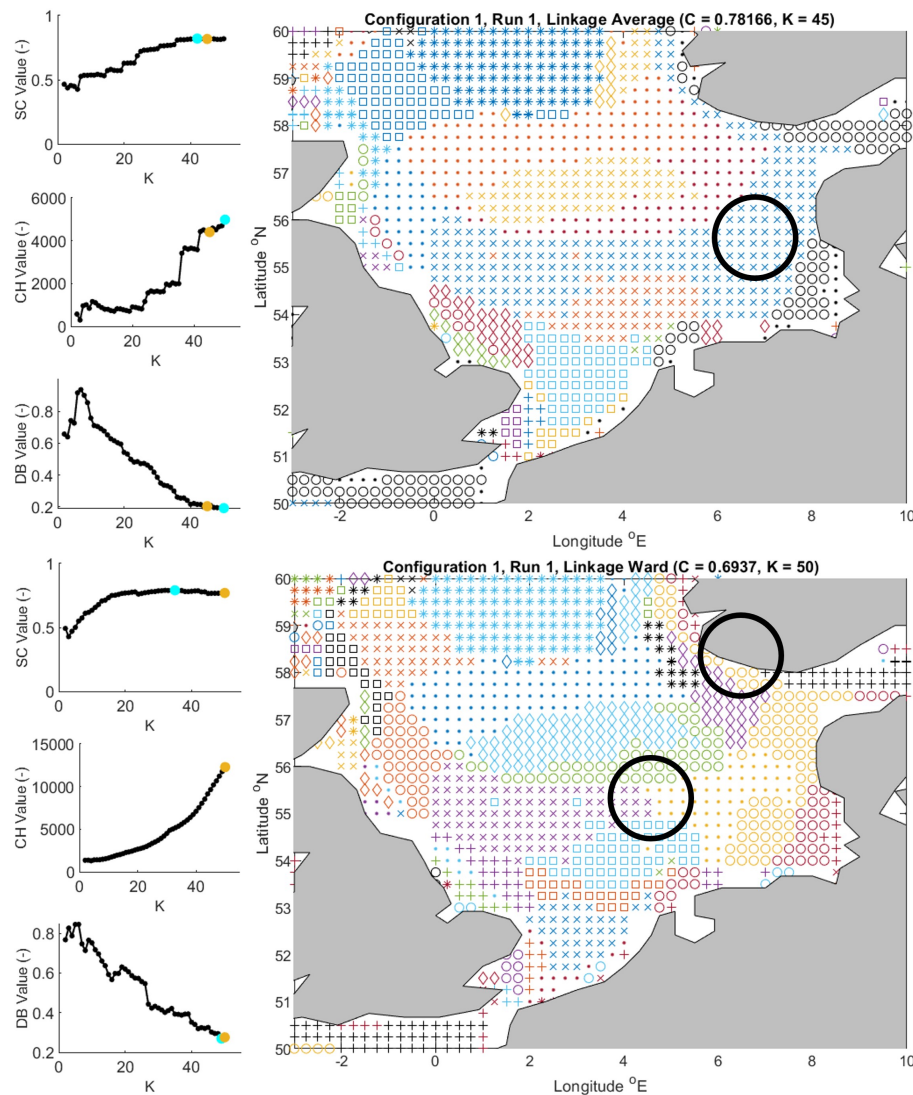 Configuration 1, Run 1, Linkage Average (C = 0.78166, K = 45)
SC Value (-)
1
0.5
0
0 20 40
K
CH Value (-)
6000
4000
2000
0
0 20 40
K
DB Value (-)
0.8
0.6
0.4
0.2
0 20 40
K
Latitude °N
60
59
58
57
56
55
54
53
52
51
50
-2 0 2 4 6 8 10
Longitude °E
Configuration 1, Run 1, Linkage Ward (C = 0.6937, K = 50)
SC Value (-)
1
0.5
0
0 20 40
K
CH Value (-)
15000
10000
5000
0
0 20 40
K
DB Value (-)
0.8
0.6
0.4
0.2
0 20 40
K
Latitude °N
60
59
58
57
56
55
54
53
52
51
50
-2 0 2 4 6 8 10
Longitude °E